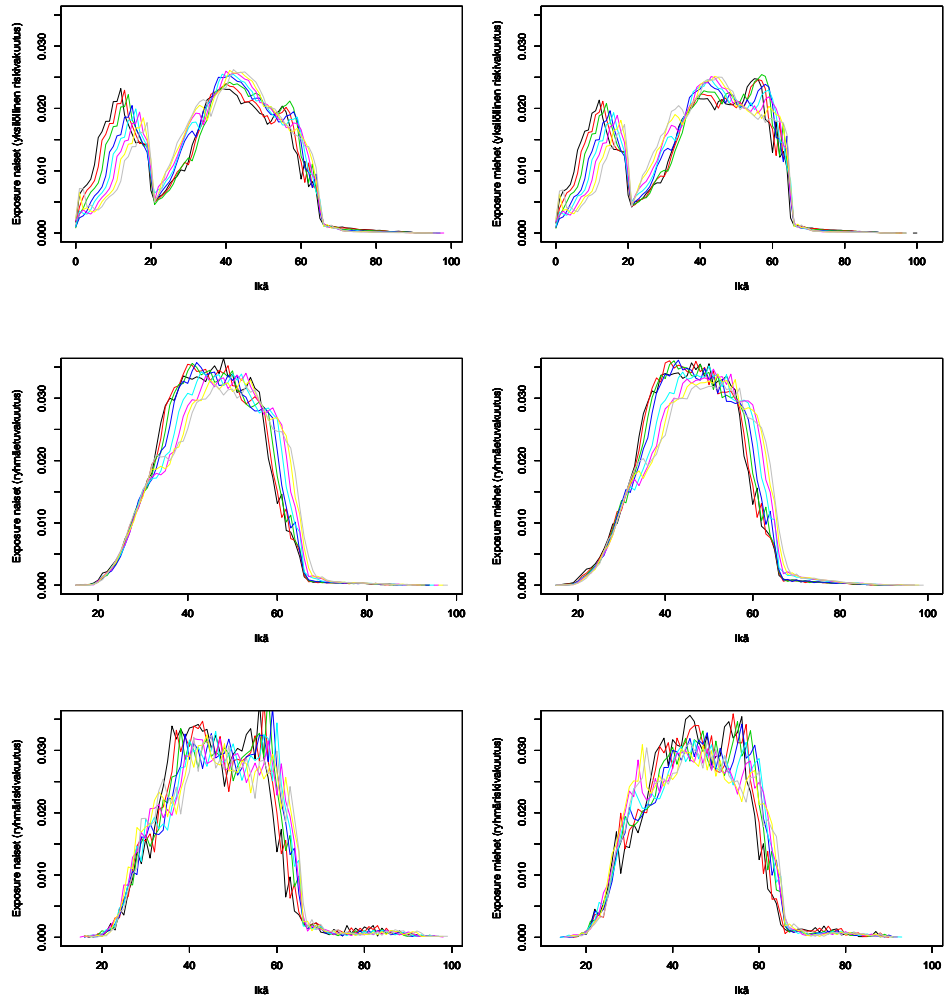 Exposure naiset (yksilöllinen riskivakuutus)
0.000 0.010 0.020 0.030
0 20 40 60 80 100
Ikä
Exposure miehet (yksilöllinen riskivakuutus)
0.000 0.010 0.020 0.030
0 20 40 60 80 100
Ikä
Exposure naiset (ryhmäetuvakuutus)
0.000 0.010 0.020 0.030
20 40 60 80 100
Ikä
Exposure miehet (ryhmäetuvakuutus)
0.000 0.010 0.020 0.030
20 40 60 80 100
Ikä
Exposure naiset (ryhmäriskivakuutus)
0.000 0.010 0.020 0.030
20 40 60 80 100
Ikä
Exposure miehet (ryhmäriskivakuutus)
0.000 0.010 0.020 0.030
20 40 60 80 100
Ikä